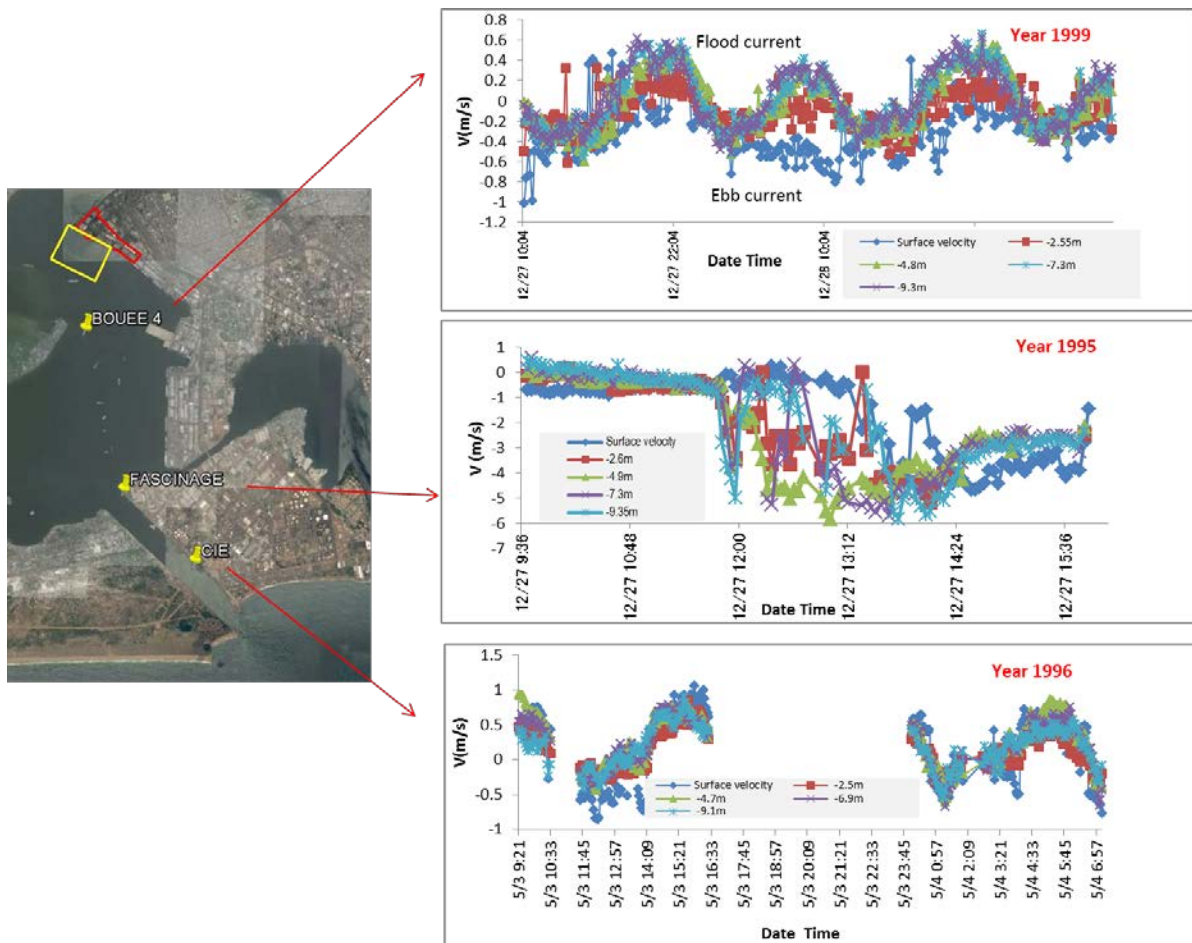 BOUEE 4
FASCINAGE
CIE
0.8
0.6
0.4
0.2
0
-0.2
-0.4
-0.6
-0.8
-1
-1.2
V(m/s)
Flood current
Year 1999
Ebb current
12/27 10:04
12/27 22:04
12/28 10:04
Date Time
Surface velocity
-2.55m
-4.8m
-7.3m
-9.3m
1
0
-1
-2
-3
-4
-5
-6
-7
V (m/s)
Year 1995
Surface velocity
-2.6m
-4.9m
-7.3m
-9.35m
12/27 9:36
12/27 10:48
12/27 12:00
12/27 13:12
12/27 14:24
12/27 15:36
Date Time
1.5
1
0.5
0
-0.5
-1
V(m/s)
Year 1996
Surface velocity
-2.5m
-4.7m
-6.9m
-9.1m
5/3 9:21
5/3 10:33
5/3 11:45
5/3 12:57
5/3 14:09
5/3 15:21
5/3 16:33
5/3 17:45
5/3 18:57
5/3 20:09
5/3 21:21
5/3 22:33
5/3 23:45
5/4 0:57
5/4 2:09
5/4 3:21
5/4 4:33
5/4 5:45
5/4 6:57
Date Time